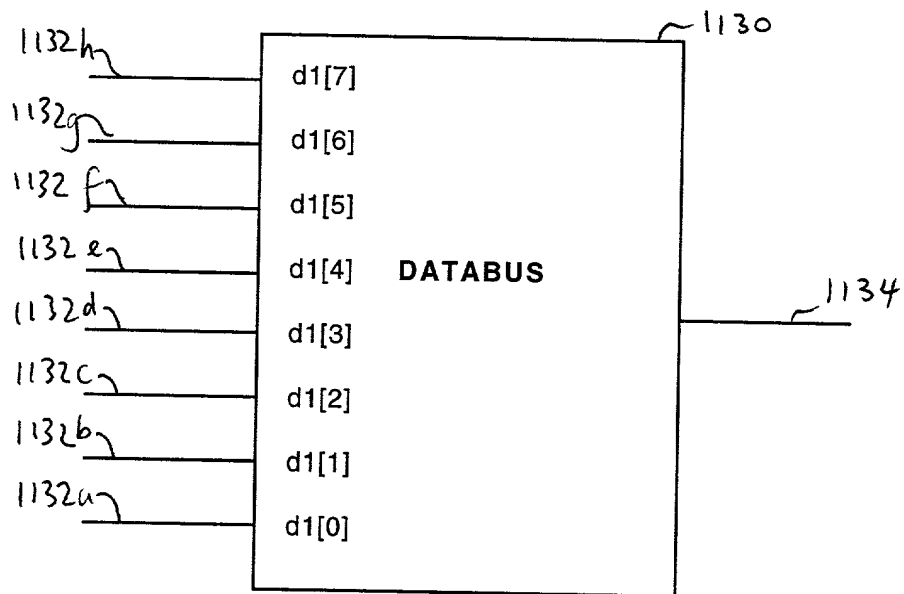 1130
1132h d1[7]
1132g d1[6]
1132f d1[5]
1132e d1[4] DATABUS
1134
1132d d1[3]
1132c d1[2]
1132b d1[1]
1132a d1[0]